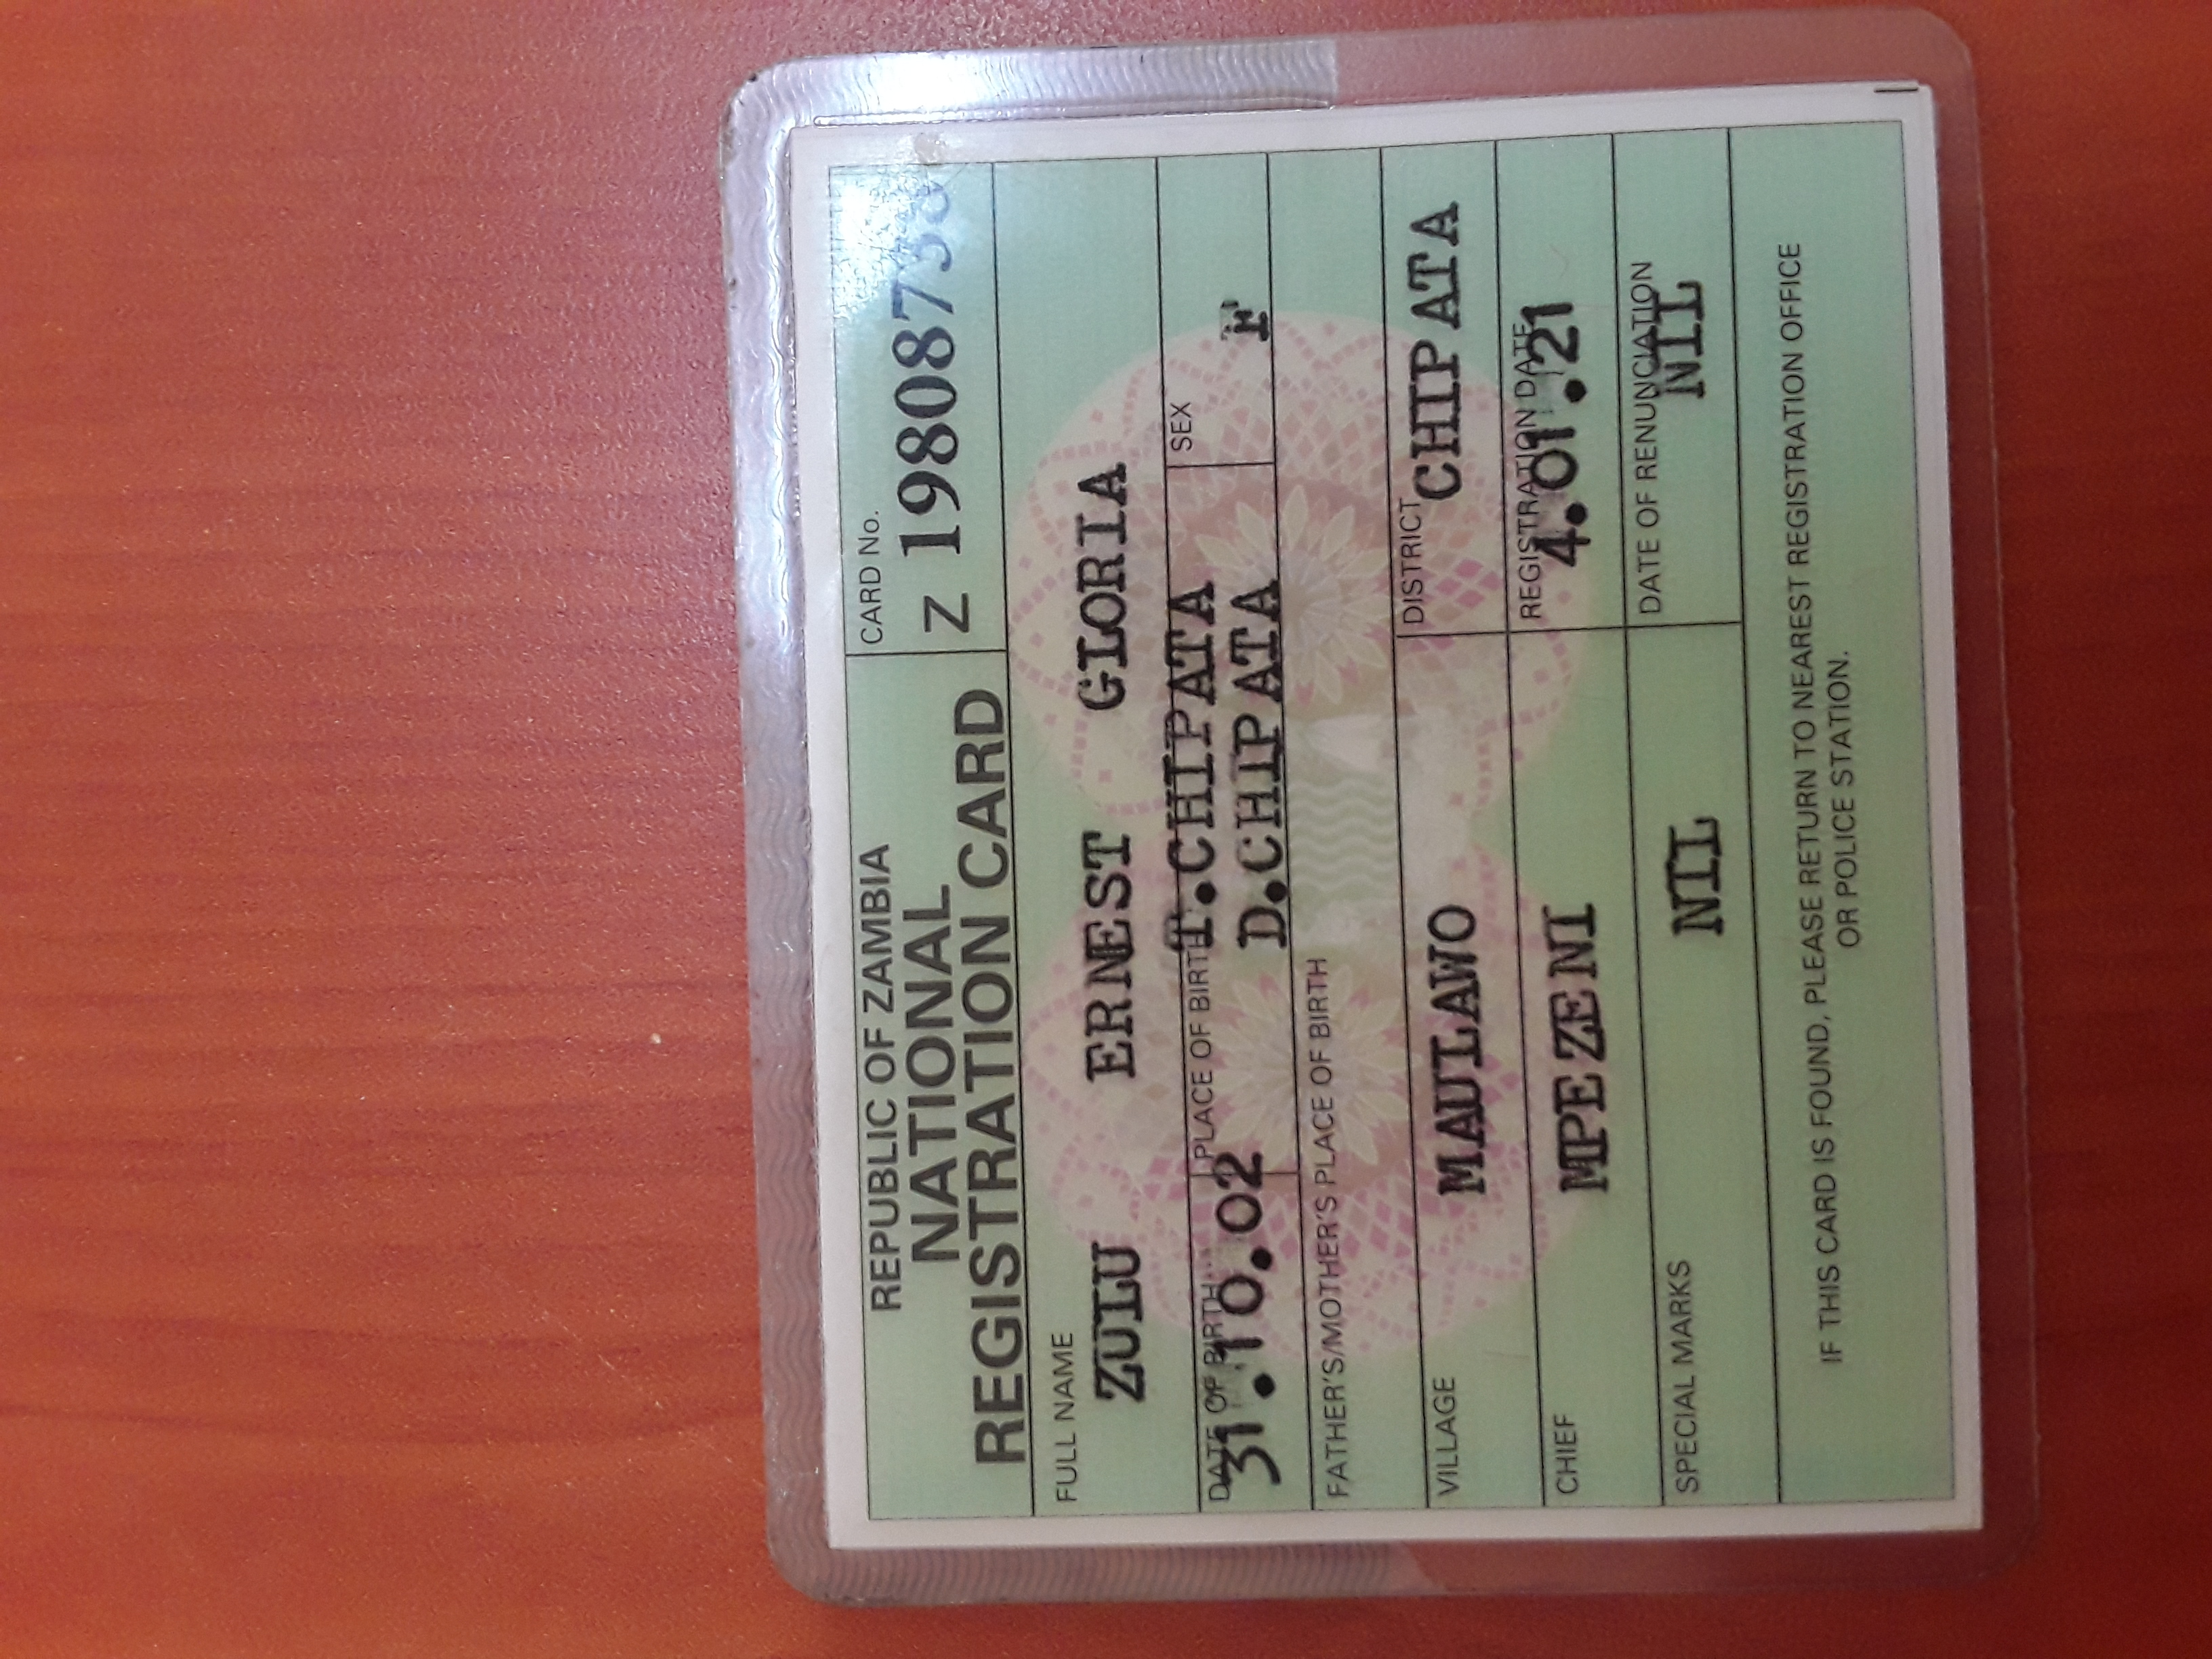 REPUBLIC OF ZAMBIA
NATIONAL
REGISTRATION CARD
CARD No.
Z
FULL NAME
ZULU ERNEST GLORIA
DATE OF BIRTH
31.10.02
PLACE OF BIRTH
T.CHIPATA
D.CHIPATA
SEX
F
FATHER'S/MOTHER'S PLACE OF BIRTH
VILLAGE
MAULAWO
DISTRICT
CHIPATA
CHIEF
MPEZENI
REGISTRATION DATE
4.01.21
SPECIAL MARKS
NIL
DATE OF RENUNCIATION
NIL
IF THIS CARD IS FOUND, PLEASE RETURN TO NEAREST REGISTRATION OFFICE
OR POLICE STATION.